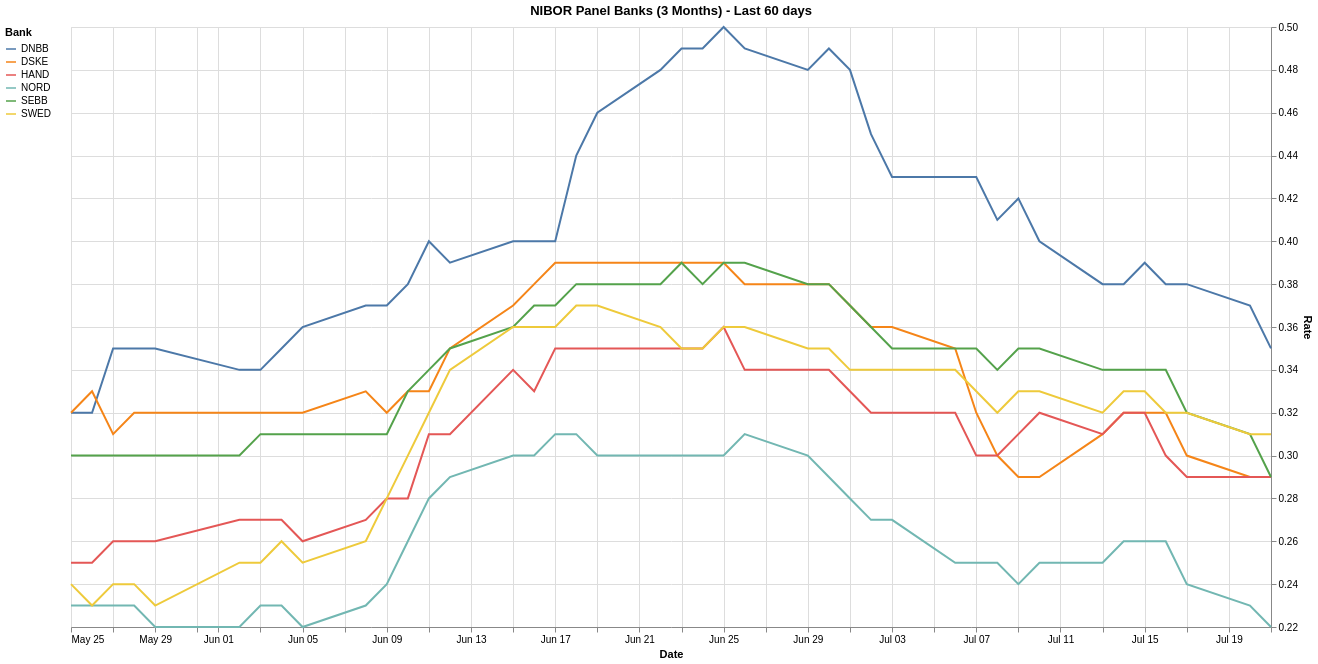 NIBOR Panel Banks (3 Months) - Last 60 days
Bank
DNBB
DSKE
HAND
NORD
SEBB
SWED
0.50
0.48
0.46
0.44
0.42
0.40
0.38
0.36
0.34
0.32
0.30
0.28
0.26
0.24
0.22
Rate
May 25 May 29 Jun 01 Jun 05 Jun 09 Jun 13 Jun 17 Jun 21 Jun 25 Jun 29 Jul 03 Jul 07 Jul 11 Jul 15 Jul 19
Date